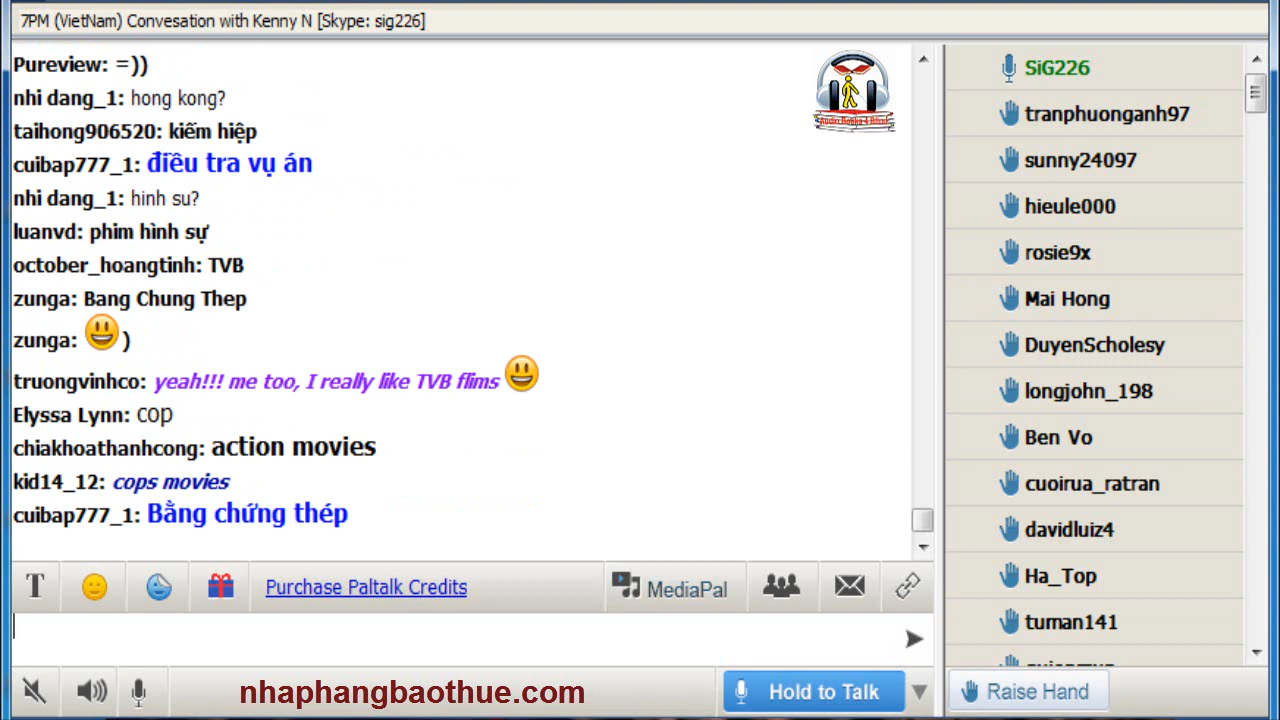 7PM (VietNam) Convesation with Kenny N [Skype: sig226]
Pureview: =))
nhi dang_1: hong kong?
taihong906520: kiếm hiệp
cuibap777_1: điều tra vụ án
nhi dang_1: hinh su?
luanvd: phim hình sự
october_hoangtinh: TVB
zunga: Bang Chung Thep
zunga: 😃 )
truongvinhco: yeah!!! me too, I really like TVB flims 😃
Elyssa Lynn: cop
chiakhoathanhcong: action movies
kid14_12: cops movies
cuibap777_1: Bằng chứng thép
T
Purchase Paltalk Credits
MediaPal
nhaphangbaothue.com
Hold to Talk
SiG226
tranphuonganh97
sunny24097
hieule000
rosie9x
Mai Hong
DuyenScholesy
longjohn_198
Ben Vo
cuoirua_ratran
davidluiz4
Ha_Top
tuman141
Raise Hand